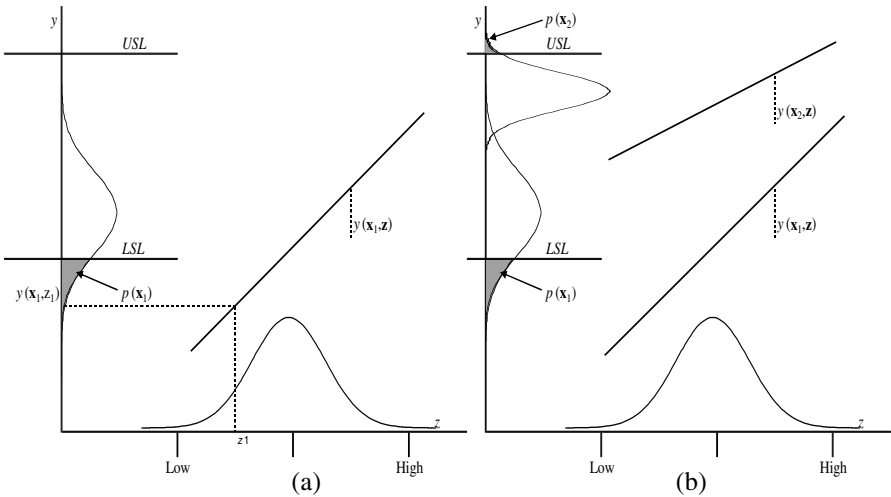 y
USL
y(x₁,z)
LSL
y(x₁,z₁)
p(x₁)
z
z1
Low
High
(a)
y
p(x₂)
USL
y(x₂,z)
y(x₁,z)
LSL
p(x₁)
z
Low
High
(b)